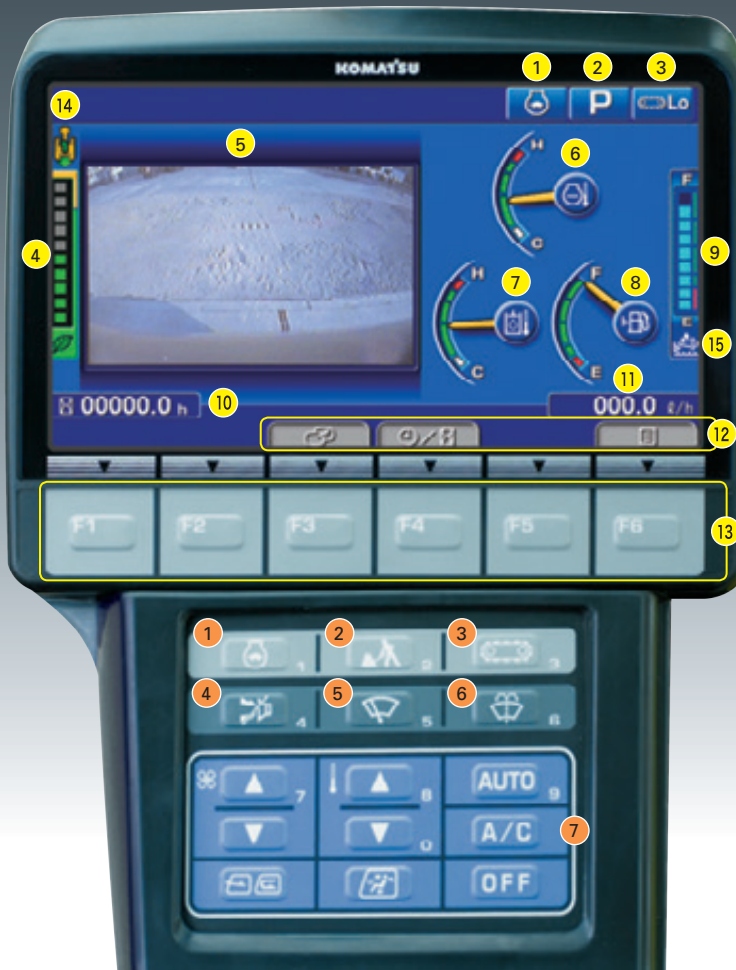 KOMATSU
1 2 3
P Lo
14
5
H
6
F
C
4
9
H
7
F
8
E
15
C
E
11
00000.0 h
10
000.0 ℓ/h
12
F1 F2 F3 F4 F5 F6
13
1 2 3
1 2 3
4 5 6
4 5 6
7 8 AUTO 9
0 A/C 7
OFF